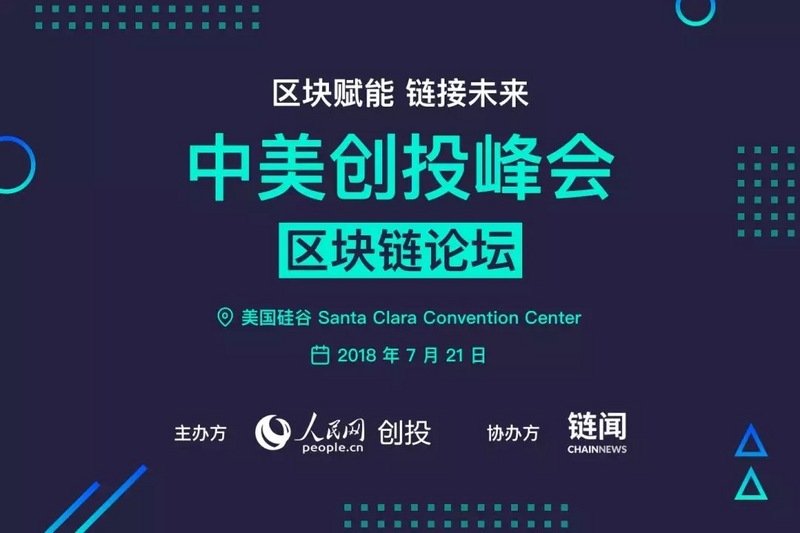 区块赋能 链接未来
中美创投峰会
区块链论坛
美国硅谷 Santa Clara Convention Center
2018 年 7 月 21 日
主办方 人民网 创投 协办方 链闻
people.cn CHAINNEWS